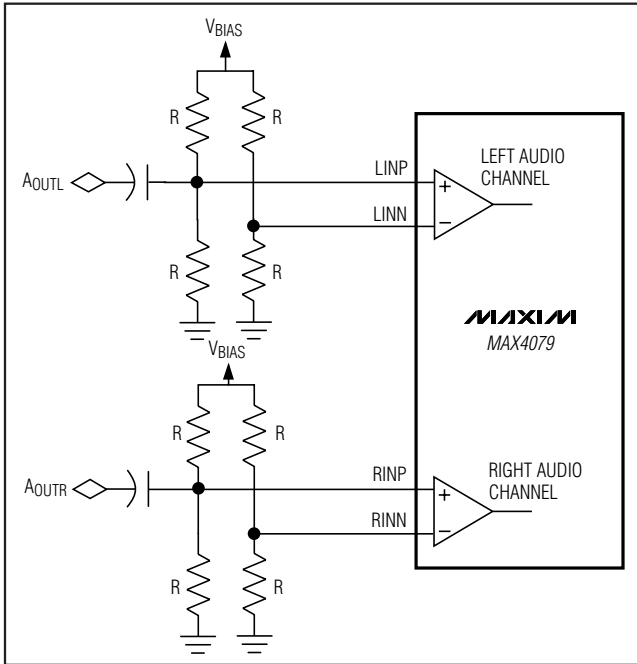 VBIAS
R
R
AOUTL
LINP
LEFT AUDIO
CHANNEL
+
LINN
−
R
R
MAXIM
MAX4079
VBIAS
R
R
AOUTR
RINP
RIGHT AUDIO
CHANNEL
+
RINN
−
R
R